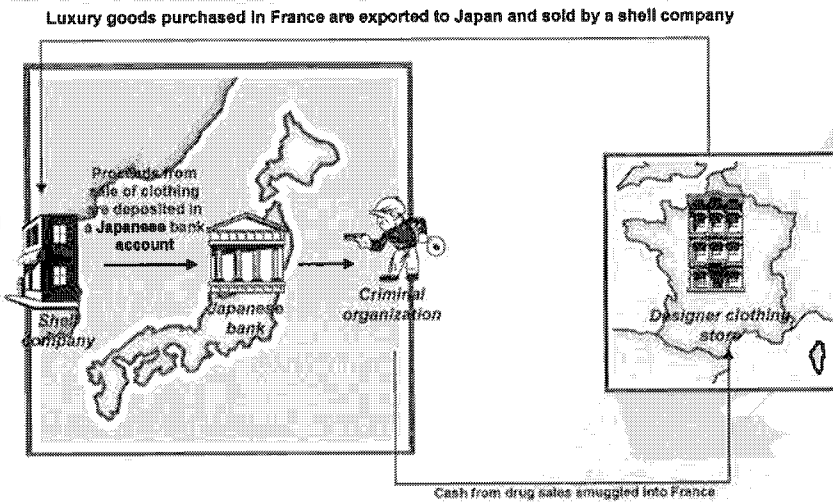 Luxury goods purchased in France are exported to Japan and sold by a shell company
Proceeds from
sale of clothing
are deposited in
a Japanese bank
account
Shell
company
Japanese
bank
Criminal
organization
Designer clothing
store
Cash from drug sales smuggled into France